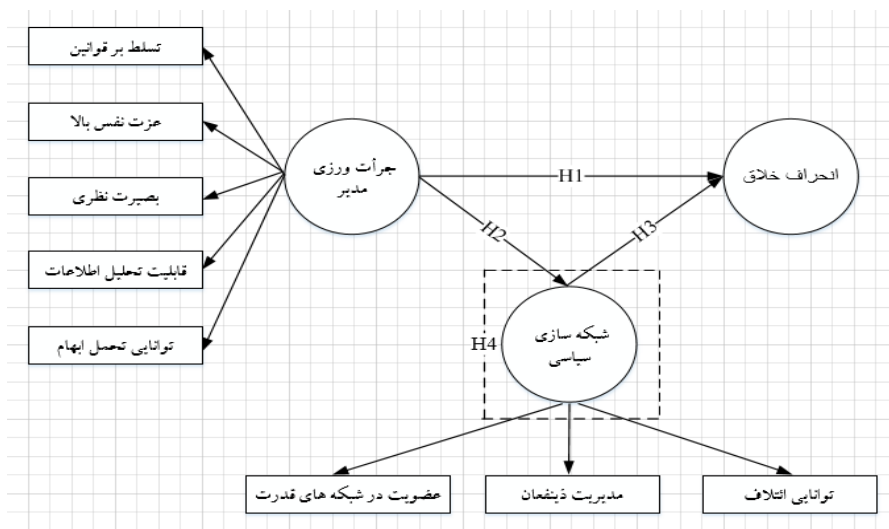 تسلط بر قوانین
عزت نفس بالا
بصیرت نظری
قابلیت تحلیل اطلاعات
توانایی تحمل ابهام
جرأت ورزی
مدیر
H1
انحراف خلاق
H2
H3
H4
شبکه سازی
سیاسی
توانایی ائتلاف
مدیریت ذینفعان
عضویت در شبکه های قدرت